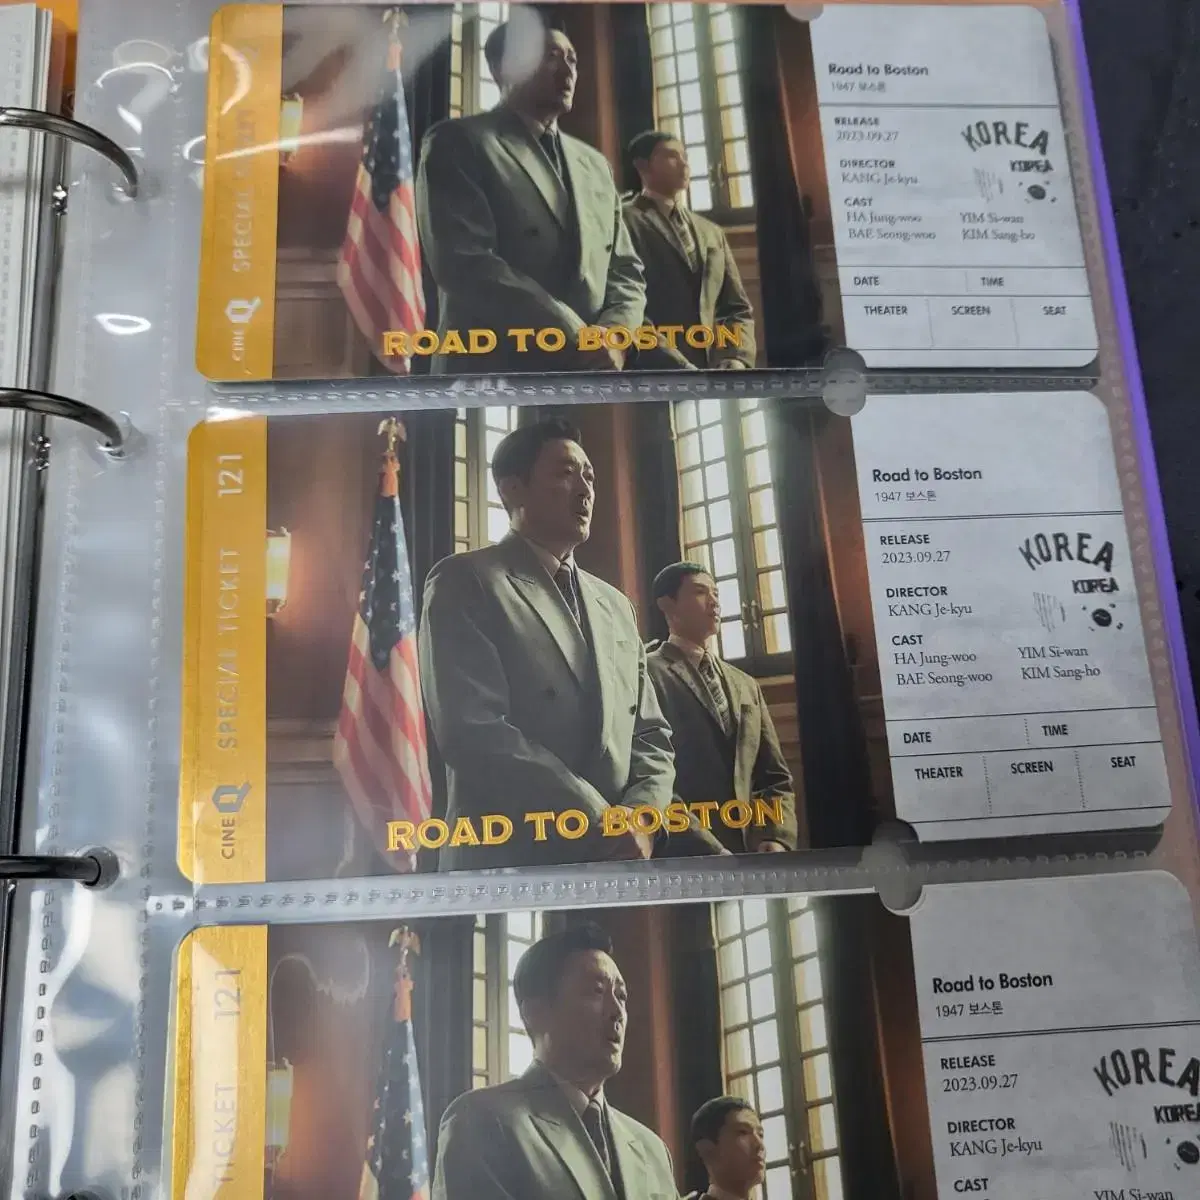 CINE Q SPECIAL
ROAD TO BOSTON
Road to Boston
1947 보스톤
RELEASE
2023.09.27
DIRECTOR
KANG Je-kyu
CAST
HA Jung-woo YIM Si-wan
BAE Seong-woo KIM Sang-ho
KOREA
KOREA
DATE TIME
THEATER SCREEN SEAT
CINE Q SPECIAL TICKET 121
ROAD TO BOSTON
Road to Boston
1947 보스톤
RELEASE
2023.09.27
DIRECTOR
KANG Je-kyu
CAST
HA Jung-woo YIM Si-wan
BAE Seong-woo KIM Sang-ho
KOREA
KOREA
DATE TIME
THEATER SCREEN SEAT
TICKET 121
Road to Boston
1947 보스톤
RELEASE
2023.09.27
DIRECTOR
KANG Je-kyu
CAST
YIM Si-wan
KOREA
KOREA